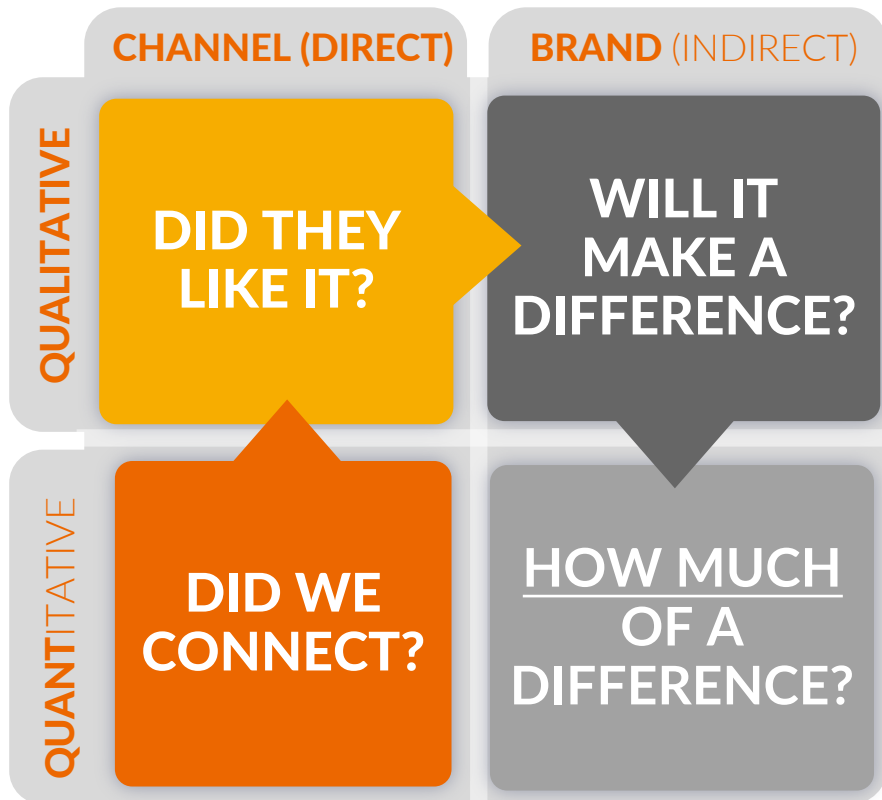 CHANNEL (DIRECT)
BRAND (INDIRECT)
QUALITATIVE
DID THEY
LIKE IT?
WILL IT
MAKE A
DIFFERENCE?
QUANTITATIVE
DID WE
CONNECT?
HOW MUCH
OF A
DIFFERENCE?